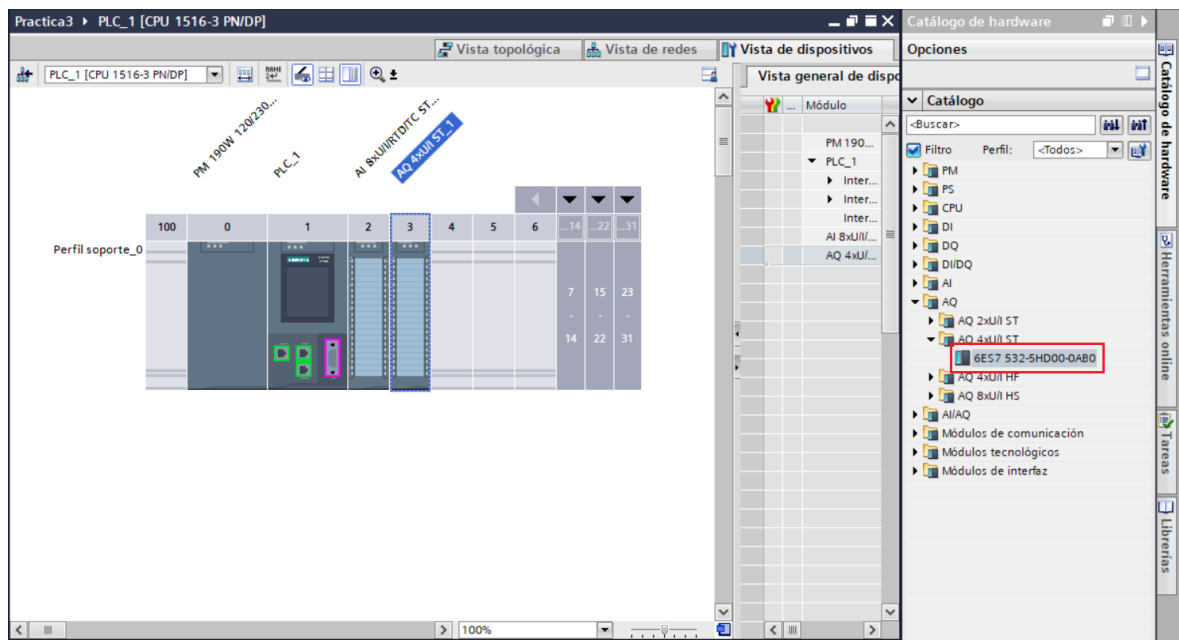 Practica3 ▸ PLC_1 [CPU 1516-3 PN/DP]
Vista topológica
Vista de redes
Vista de dispositivos
PLC_1 [CPU 1516-3 PN/DP]
PM 190W 120/230...
PLC_1
AI 8xU/I/RTD/TC ST...
AQ 4xU/I ST_1
...14 ...22 ...31
100 0 1 2 3 4 5 6
Perfil soporte_0
SIEMENS
7 15 23
- - -
14 22 31
100%
Vista general de dispo
... Módulo
PM 190...
PLC_1
Inter...
Inter...
Inter...
AI 8xU/I/...
AQ 4xU/...
Catálogo de hardware
Opciones
Catálogo
<Buscar>
Filtro Perfil: <Todos>
PM
PS
CPU
DI
DQ
DI/DQ
AI
AQ
AQ 2xU/I ST
AQ 4xU/I ST
6ES7 532-5HD00-0AB0
AQ 4xU/I HF
AQ 8xU/I HS
AI/AQ
Módulos de comunicación
Módulos tecnológicos
Módulos de interfaz
Catálogo de hardware
Herramientas online
Tareas
Librerías